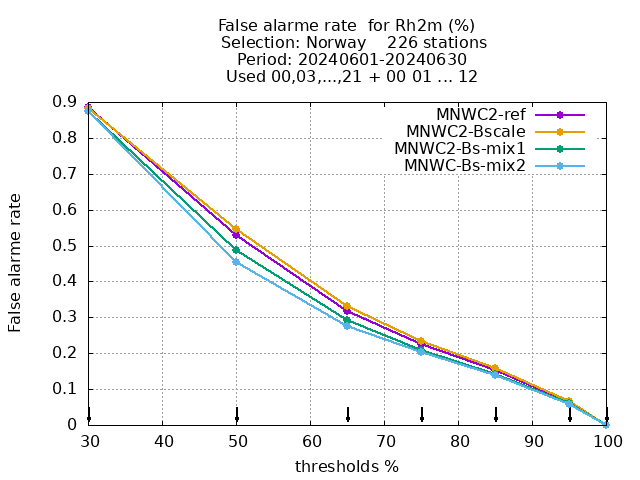 False alarme rate  for Rh2m (%)
Selection: Norway    226 stations
Period: 20240601-20240630
Used 00,03,...,21 + 00 01 ... 12
MNWC2-ref
MNWC2-Bscale
MNWC2-Bs-mix1
MNWC-Bs-mix2
False alarme rate
0.9
0.8
0.7
0.6
0.5
0.4
0.3
0.2
0.1
0
30 40 50 60 70 80 90 100
thresholds %